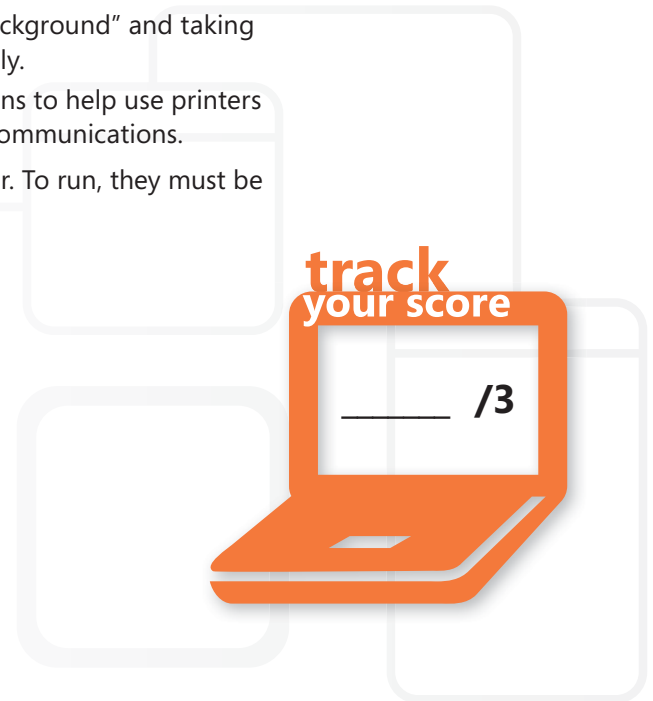 ckground” and taking
ly.
ns to help use printers
ommunications.
r. To run, they must be
track
your score
_______ /3